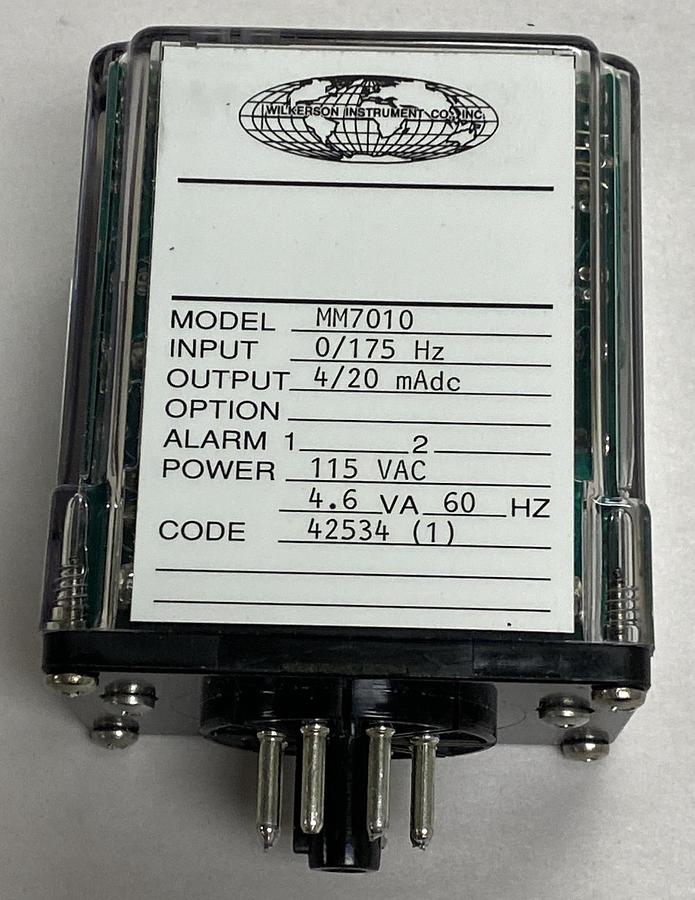 WILKERSON INSTRUMENT CO., INC.
MODEL MM7010
INPUT 0/175 Hz
OUTPUT 4/20 mAdc
OPTION
ALARM 1 2
POWER 115 VAC
4.6 VA 60 HZ
CODE 42534 (1)